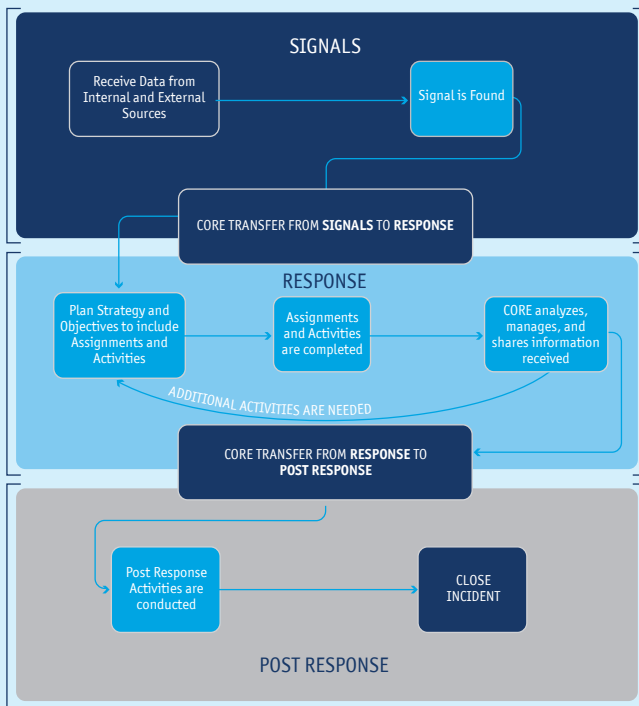 SIGNALS
Receive Data from
Internal and External
Sources
Signal is Found
CORE TRANSFER FROM SIGNALS TO RESPONSE
RESPONSE
Plan Strategy and
Objectives to include
Assignments and
Activities
Assignments
and Activities
are completed
CORE analyzes,
manages, and
shares information
received
ADDITIONAL ACTIVITIES ARE NEEDED
CORE TRANSFER FROM RESPONSE TO
POST RESPONSE
Post Response
Activities are
conducted
CLOSE
INCIDENT
POST RESPONSE